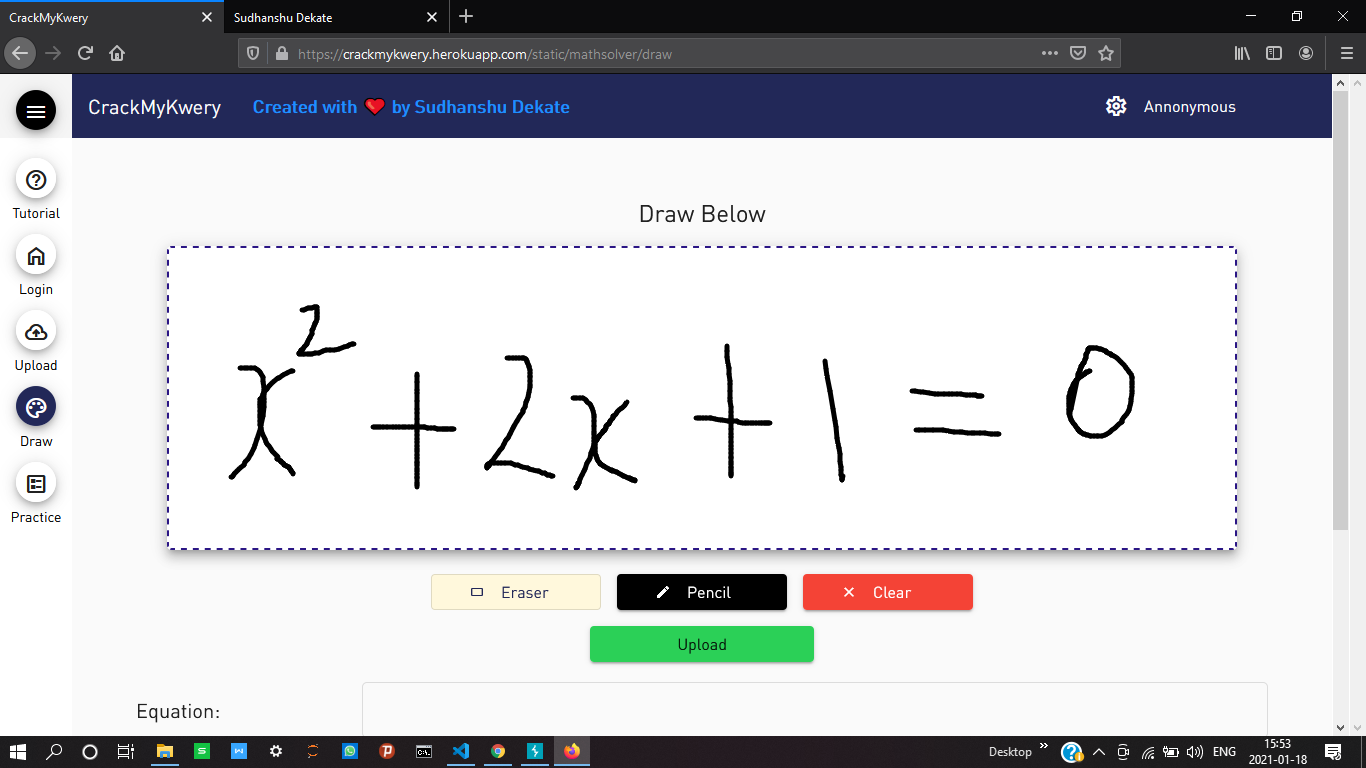 CrackMyKwery
Sudhanshu Dekate
https://crackmykwery.herokuapp.com/static/mathsolver/draw
CrackMyKwery
Created with ❤ by Sudhanshu Dekate
Annonymous
Tutorial
Login
Upload
Draw
Practice
Draw Below
x² + 2x + 1 = 0
Eraser
Pencil
Clear
Upload
Equation:
Desktop
ENG
15:53
2021-01-18